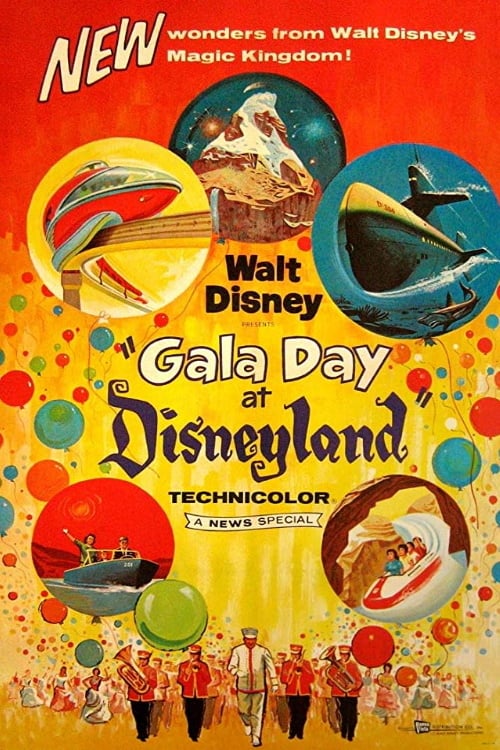 NEW wonders from Walt Disney's
Magic Kingdom!
Walt
Disney
PRESENTS
"Gala Day
at
Disneyland"
TECHNICOLOR
A NEWS SPECIAL